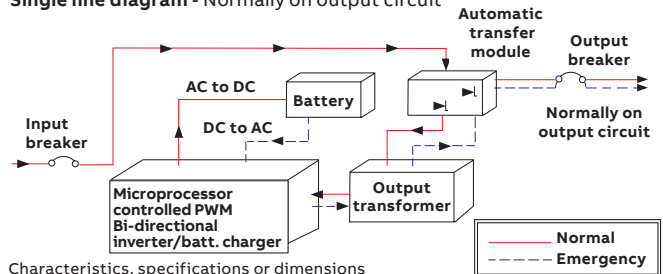 Single line diagram - Normally on output circuit
Automatic
transfer
module
Output
breaker
AC to DC
Battery
Normally on
output circuit
Input
breaker
DC to AC
Microprocessor
controlled PWM
Bi-directional
inverter/batt. charger
Output
transformer
Normal
Emergency
Characteristics, specifications or dimensions